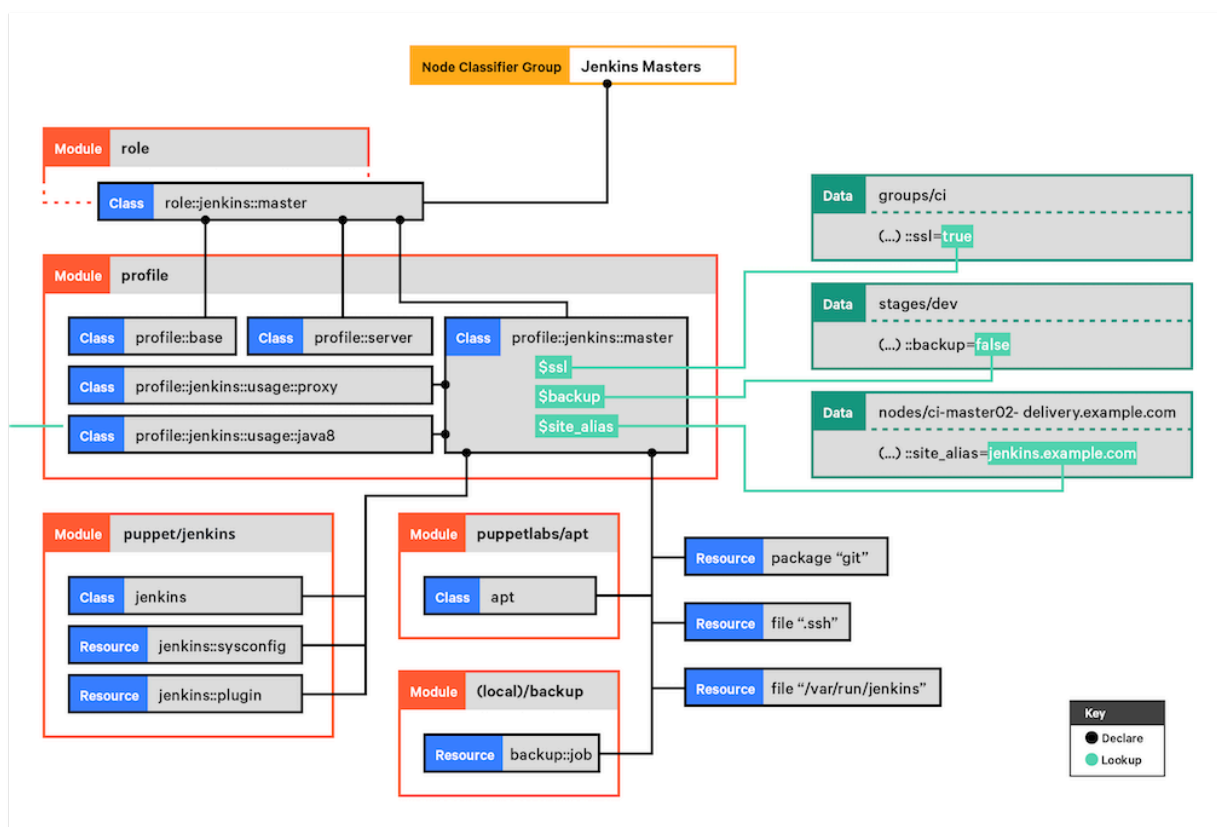 Node Classifier Group Jenkins Masters
Module role
Class role::jenkins::master
Data groups/ci
(...) ::ssl=true
Module profile
Class profile::base
Class profile::server
Class profile::jenkins::master
$ssl
$backup
$site_alias
Class profile::jenkins::usage::proxy
Class profile::jenkins::usage::java8
Data stages/dev
(...) ::backup=false
Data nodes/ci-master02- delivery.example.com
(...) ::site_alias=jenkins.example.com
Module puppet/jenkins
Class jenkins
Resource jenkins::sysconfig
Resource jenkins::plugin
Module puppetlabs/apt
Class apt
Module (local)/backup
Resource backup::job
Resource package “git”
Resource file “.ssh”
Resource file “/var/run/jenkins”
Key
Declare
Lookup